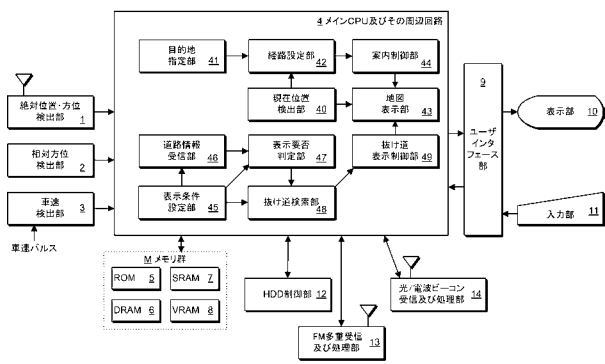 4 メインCPU及びその周辺回路
目的地
指定部 41
経路設定部
42
案内制御部
44
現在位置
検出部 40
地図
表示部 43
道路情報
受信部 46
表示要否
判定部 47
抜け道
表示制御部 49
表示条件
設定部 45
抜け道検索部
48
絶対位置・方位
検出部 1
相対方位
検出部 2
車速
検出部 3
車速パルス
9
ユーザ
インタ
フェース
部
表示部 10
入力部 11
M メモリ群
ROM 5
SRAM 7
DRAM 6
VRAM 8
HDD制御部
12
FM多重受信
及び処理部 13
光/電波ビーコン
受信及び処理部
14